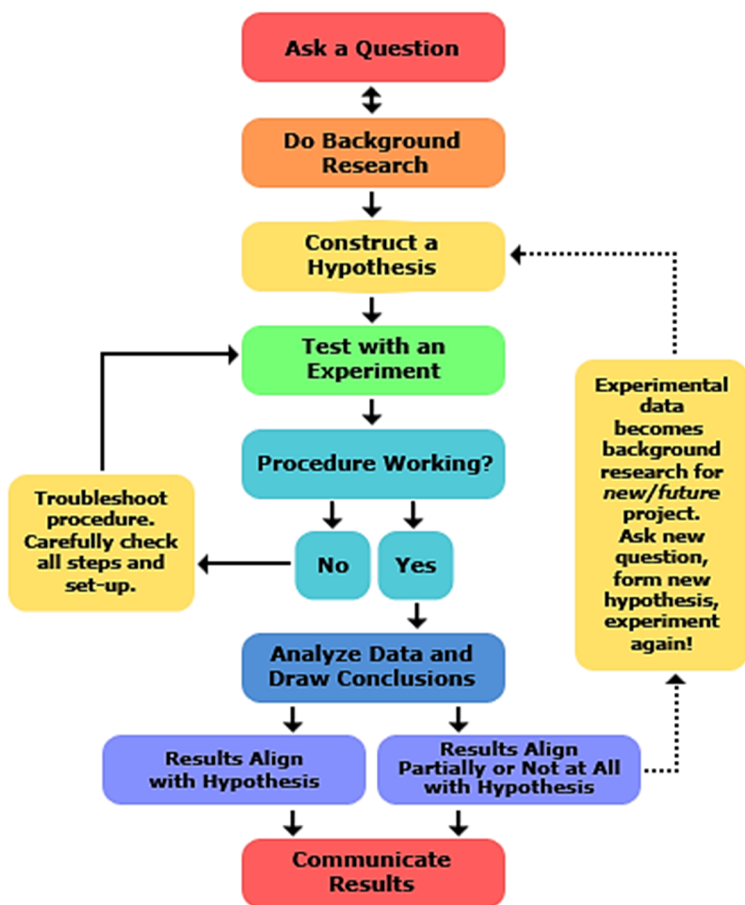 Ask a Question
Do Background
Research
Construct a
Hypothesis
Test with an
Experiment
Procedure Working?
No
Yes
Troubleshoot
procedure.
Carefully check
all steps and
set-up.
Experimental
data
becomes
background
research for
new/future
project.
Ask new
question,
form new
hypothesis,
experiment
again!
Analyze Data and
Draw Conclusions
Results Align
with Hypothesis
Results Align
Partially or Not at All
with Hypothesis
Communicate
Results